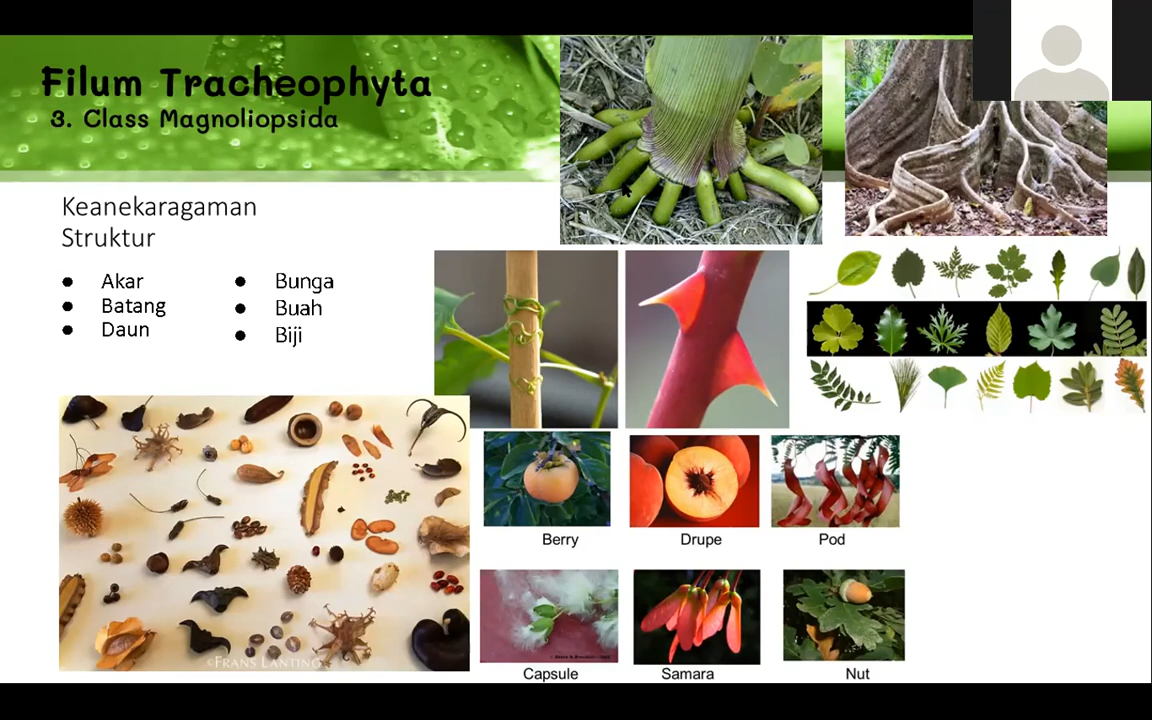 Filum Tracheophyta
3. Class Magnoliopsida
Keanekaragaman
Struktur
● Akar
● Batang
● Daun
● Bunga
● Buah
● Biji
Berry
Drupe
Pod
Capsule
Samara
Nut
©FRANS LANTING